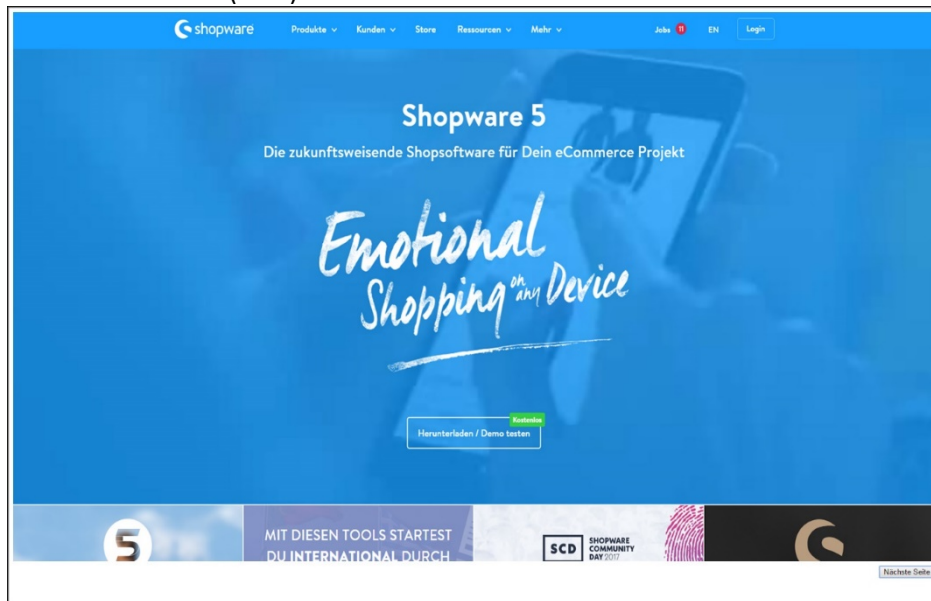 shopware
Produkte
Kunden
Store
Ressourcen
Mehr
Jobs 11
EN
Login
Shopware 5
Die zukunftsweisende Shopsoftware für Dein eCommerce Projekt
Emotional
Shopping on any Device
Kostenlos
Herunterladen / Demo testen
5
MIT DIESEN TOOLS STARTEST
DU INTERNATIONAL DURCH
SCD
SHOPWARE
COMMUNITY
DAY 2017
Nächste Seite